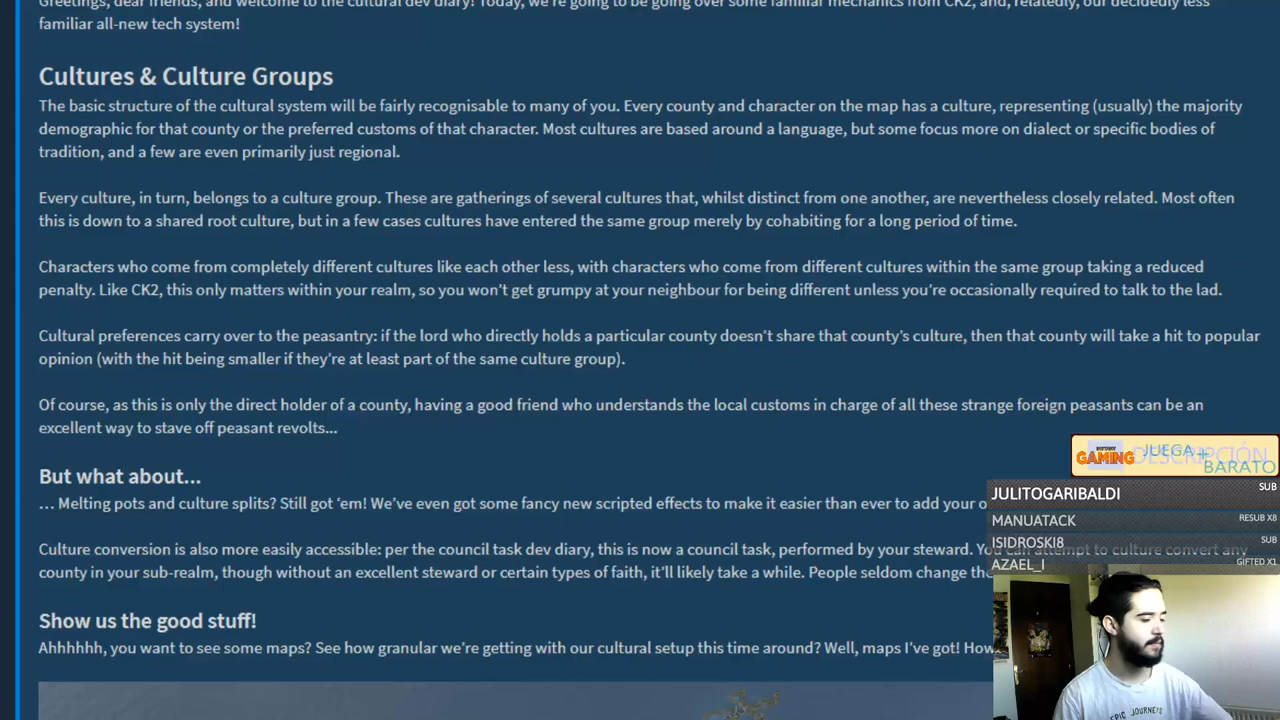 Greetings, dear friends, and welcome to the cultural dev diary! Today, we're going to be going over some familiar mechanics from CK2, and, relatedly, our decidedly less
familiar all-new tech system!
Cultures & Culture Groups
The basic structure of the cultural system will be fairly recognisable to many of you. Every county and character on the map has a culture, representing (usually) the majority
demographic for that county or the preferred customs of that character. Most cultures are based around a language, but some focus more on dialect or specific bodies of
tradition, and a few are even primarily just regional.
Every culture, in turn, belongs to a culture group. These are gatherings of several cultures that, whilst distinct from one another, are nevertheless closely related. Most often
this is down to a shared root culture, but in a few cases cultures have entered the same group merely by cohabiting for a long period of time.
Characters who come from completely different cultures like each other less, with characters who come from different cultures within the same group taking a reduced
penalty. Like CK2, this only matters within your realm, so you won't get grumpy at your neighbour for being different unless you're occasionally required to talk to the lad.
Cultural preferences carry over to the peasantry: if the lord who directly holds a particular county doesn't share that county's culture, then that county will take a hit to popular
opinion (with the hit being smaller if they're at least part of the same culture group).
Of course, as this is only the direct holder of a county, having a good friend who understands the local customs in charge of all these strange foreign peasants can be an
excellent way to stave off peasant revolts...
But what about...
... Melting pots and culture splits? Still got 'em! We've even got some fancy new scripted effects to make it easier than ever to add your o
Culture conversion is also more easily accessible: per the council task dev diary, this is now a council task, performed by your steward. You can attempt to culture convert any
county in your sub-realm, though without an excellent steward or certain types of faith, it'll likely take a while. People seldom change the
Show us the good stuff!
Ahhhhhh, you want to see some maps? See how granular we're getting with our cultural setup this time around? Well, maps I've got! How
GAMING
JUEGA+
BARATO
DESCRIPCIÓN
JULITOGARIBALDI SUB
MANUATACK RESUB X8
ISIDROSKI8 SUB
AZAEL_I GIFTED X1
EPIC JOURNEYS